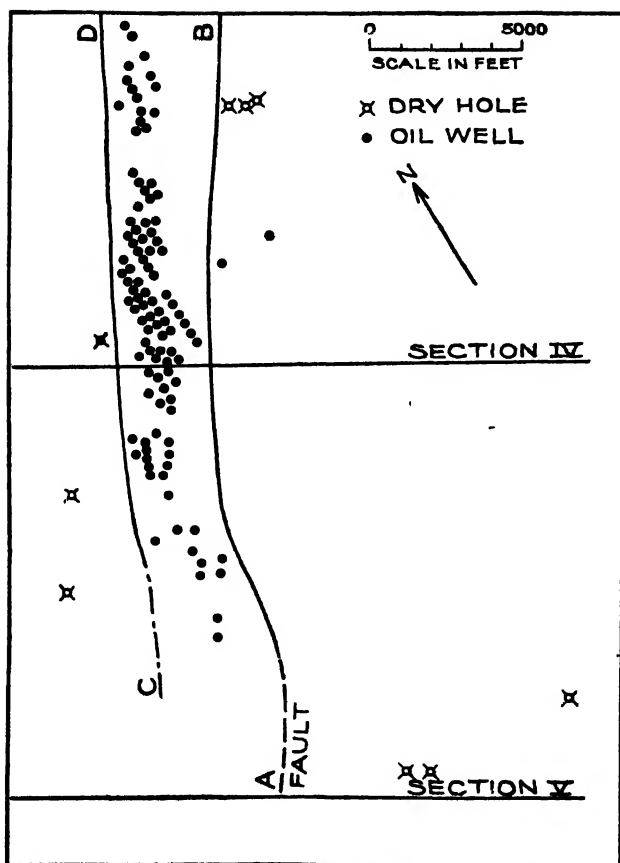 D
B
0 5000
SCALE IN FEET
DRY HOLE
OIL WELL
N
SECTION IV
C
A
FAULT
SECTION V